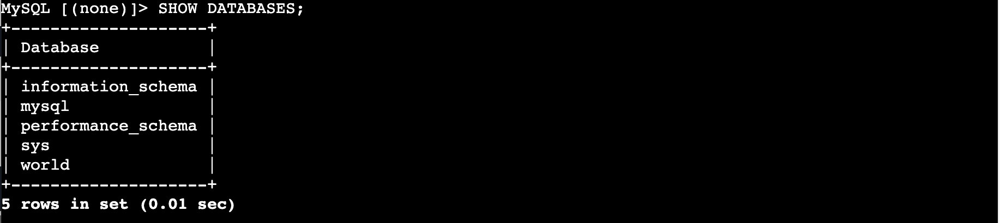 MySQL [(none)]> SHOW DATABASES;
+--------------------+
| Database           |
+--------------------+
| information_schema |
| mysql              |
| performance_schema |
| sys                |
| world              |
+--------------------+
5 rows in set (0.01 sec)